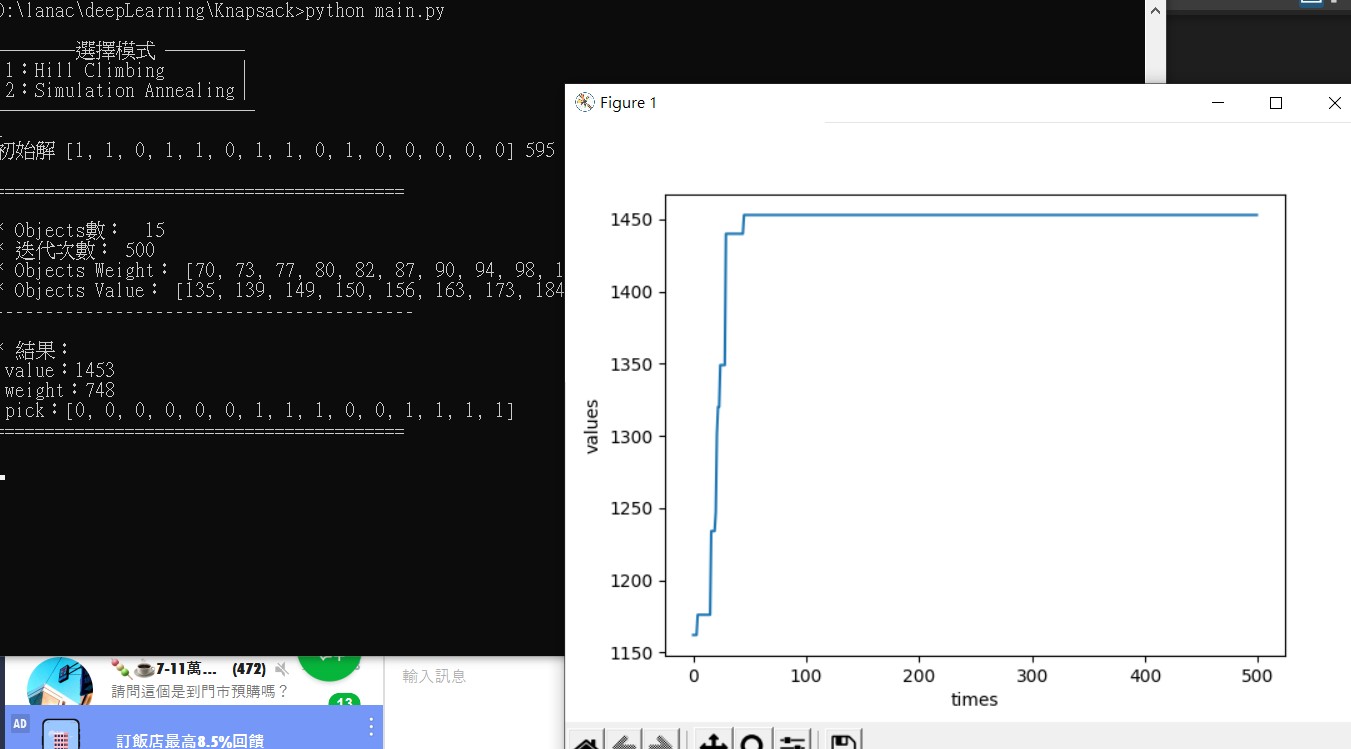 :\lanac\deepLearning\Knapsack>python main.py
選擇模式
1：Hill Climbing
2：Simulation Annealing
初始解 [1, 1, 0, 1, 1, 0, 1, 1, 0, 1, 0, 0, 0, 0, 0] 595
=========================================
* Objects數： 15
* 迭代次數： 500
* Objects Weight： [70, 73, 77, 80, 82, 87, 90, 94, 98, 1
* Objects Value： [135, 139, 149, 150, 156, 163, 173, 184
------------------------------------------
* 結果：
value：1453
weight：748
pick：[0, 0, 0, 0, 0, 0, 1, 1, 1, 0, 0, 1, 1, 1, 1]
=========================================
Figure 1
1450
1400
1350
1300
1250
1200
1150
values
0 100 200 300 400 500
times
7-11萬... (472)
請問這個是到門市預購嗎？
13
輸入訊息
AD
訂飯店最高8.5%回饋